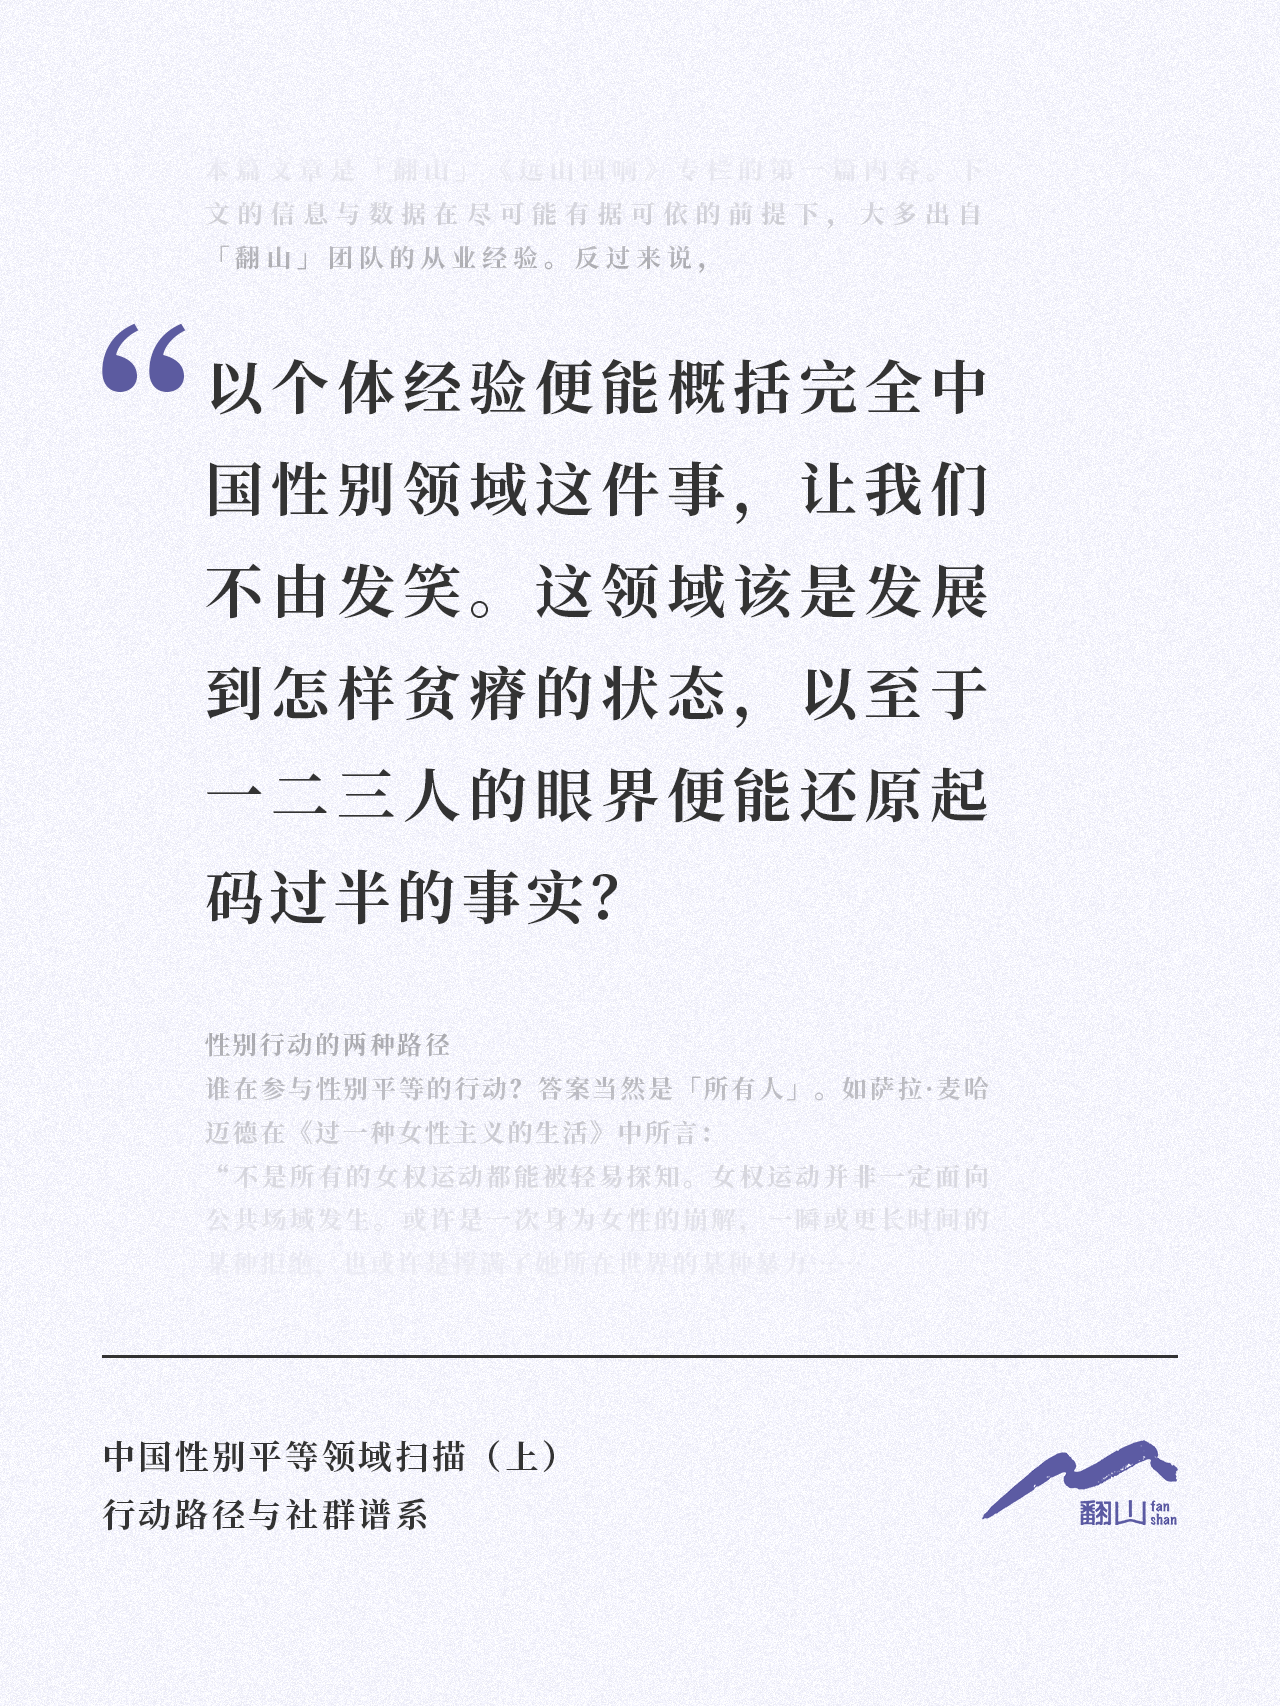 本篇文章是「翻山」《远山回响》专栏的第一篇内容。下
文的信息与数据在尽可能有据可依的前提下，大多出自
「翻山」团队的从业经验。反过来说，
“以个体经验便能概括完全中
国性别领域这件事，让我们
不由发笑。这领域该是发展
到怎样贫瘠的状态，以至于
一二三人的眼界便能还原起
码过半的事实？
性别行动的两种路径
谁在参与性别平等的行动？答案当然是「所有人」。如萨拉·麦哈
迈德在《过一种女性主义的生活》中所言：
“不是所有的女权运动都能被轻易探知。女权运动并非一定面向
公共场域发生。或许是一次身为女性的崩解，一瞬或更长时间的
某种拒绝，也或许是撑满了她所在世界的某种暴力……
中国性别平等领域扫描（上）
行动路径与社群谱系
翻山 fan
shan